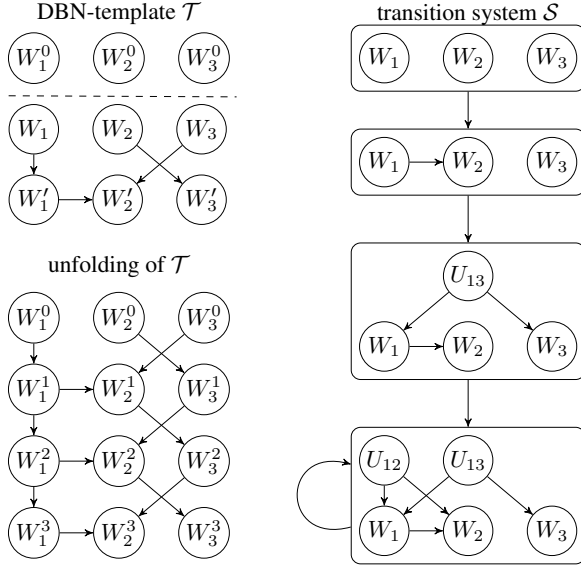 DBN-template 𝒯
W₁⁰ W₂⁰ W₃⁰
W₁ W₂ W₃
W₁′ W₂′ W₃′
unfolding of 𝒯
W₁⁰ W₂⁰ W₃⁰
W₁¹ W₂¹ W₃¹
W₁² W₂² W₃²
W₁³ W₂³ W₃³
transition system 𝒮
W₁ W₂ W₃
W₁ W₂ W₃
U₁₃
W₁ W₂ W₃
U₁₂ U₁₃
W₁ W₂ W₃